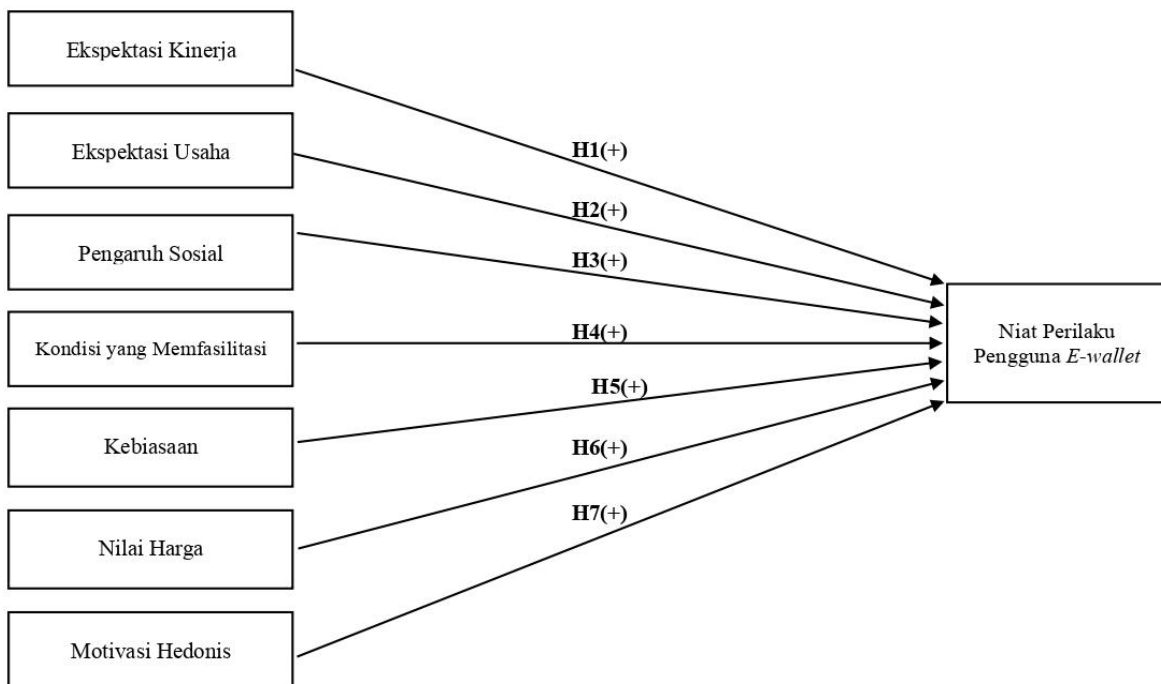 Ekspektasi Kinerja
H1(+)
Ekspektasi Usaha
H2(+)
Pengaruh Sosial
H3(+)
Kondisi yang Memfasilitasi
H4(+)
Niat Perilaku
Pengguna E-wallet
H5(+)
Kebiasaan
H6(+)
Nilai Harga
H7(+)
Motivasi Hedonis